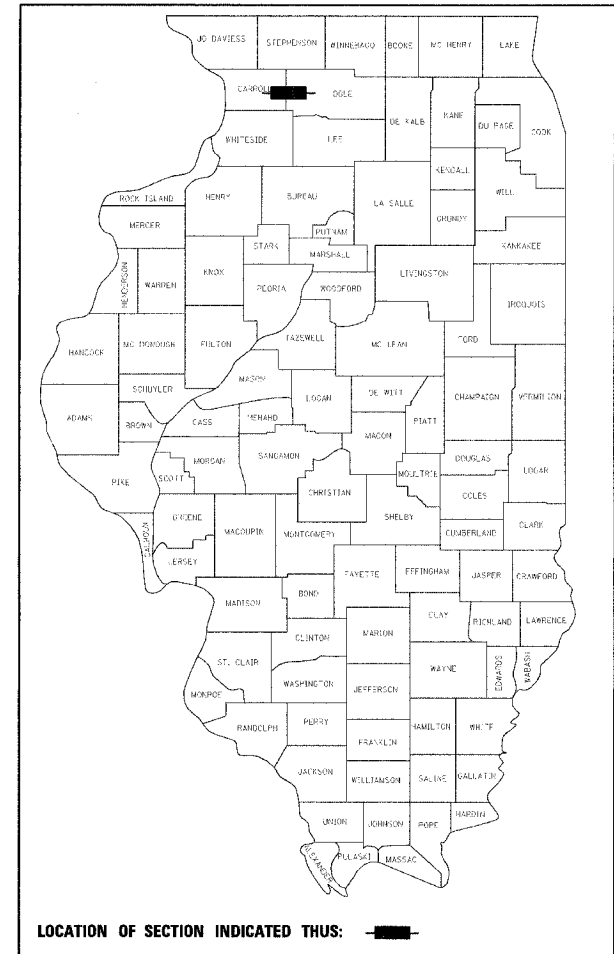 JO DAVIESS STEPHENSON WINNEBAGO BOONE MC HENRY LAKE
CARROLL OGLE
WHITESIDE LEE DE KALB KANE DU PAGE COOK
KENDALL WILL
ROCK ISLAND HENRY BUREAU LA SALLE GRUNDY
MERCER PUTNAM KANKAKEE
STARK MARSHALL
HENDERSON WARREN KNOX PEORIA WOODFORD LIVINGSTON IROQUOIS
HANCOCK MC DONOUGH FULTON TAZEWELL MC LEAN FORD
MASON
SCHUYLER LOGAN DE WITT CHAMPAIGN VERMILION
ADAMS BROWN CASS MENARD MACON PIATT
PIKE SCOTT MORGAN SANGAMON MOULTRIE DOUGLAS LOGAR
CHRISTIAN COLES
GREENE SHELBY
CALHOUN MACOUPIN MONTGOMERY CUMBERLAND CLARK
JERSEY FAYETTE EFFINGHAM JASPER CRAWFORD
MADISON BOND
CLAY RICHLAND LAWRENCE
CLINTON MARION
ST. CLAIR WAYNE EDWARDS WABASH
WASHINGTON JEFFERSON
MONROE
RANDOLPH PERRY HAMILTON WHITE
FRANKLIN
JACKSON WILLIAMSON SALINE GALLATIN
HARDIN
UNION JOHNSON POPE
ALEXANDER PULASKI MASSAC
LOCATION OF SECTION INDICATED THUS: